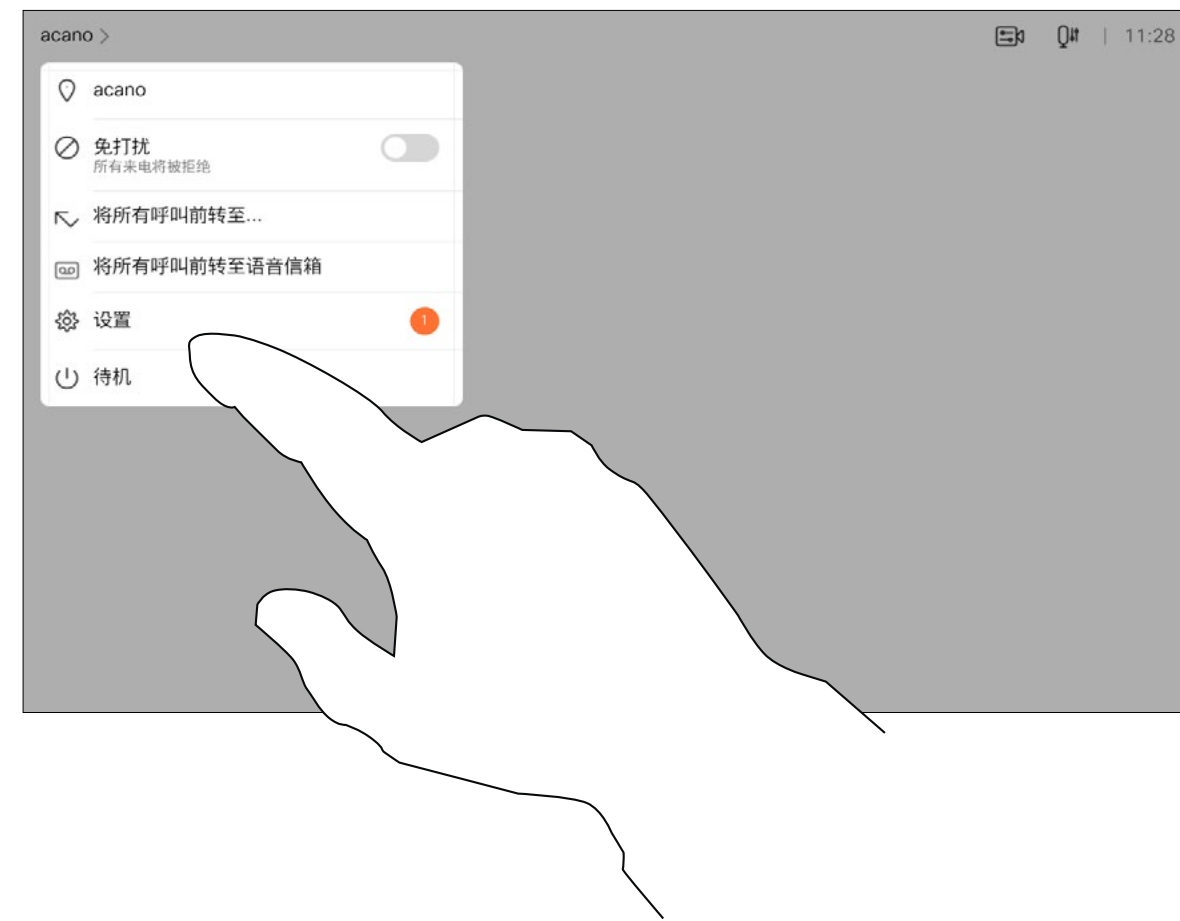 acano >
11:28
acano
免打扰
所有来电将被拒绝
将所有呼叫前转至...
将所有呼叫前转至语音信箱
设置
1
待机